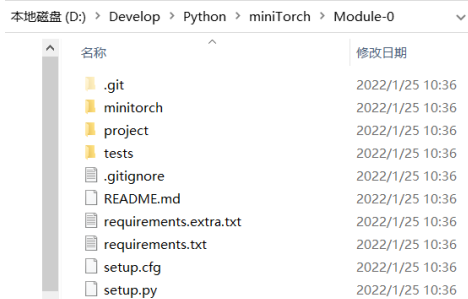 本地磁盘 (D:) > Develop > Python > miniTorch > Module-0
名称 修改日期
.git 2022/1/25 10:36
minitorch 2022/1/25 10:36
project 2022/1/25 10:36
tests 2022/1/25 10:36
.gitignore 2022/1/25 10:36
README.md 2022/1/25 10:36
requirements.extra.txt 2022/1/25 10:36
requirements.txt 2022/1/25 10:36
setup.cfg 2022/1/25 10:36
setup.py 2022/1/25 10:36